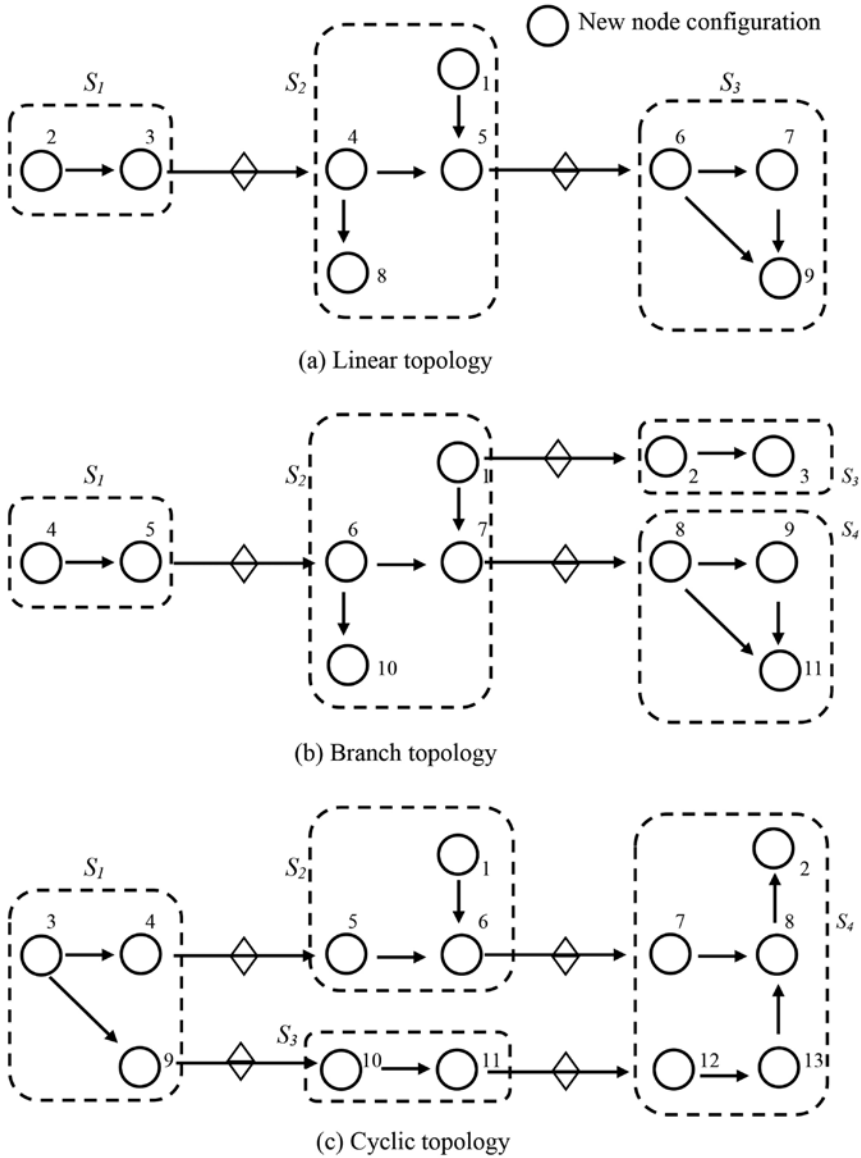 New node configuration
S1
S2
S3
2
3
4
1
5
8
6
7
9
(a) Linear topology
S1
S2
S3
S4
4
5
6
1
7
10
2
3
8
9
11
(b) Branch topology
S1
S2
S3
S4
3
4
9
5
1
6
10
11
7
8
2
12
13
(c) Cyclic topology